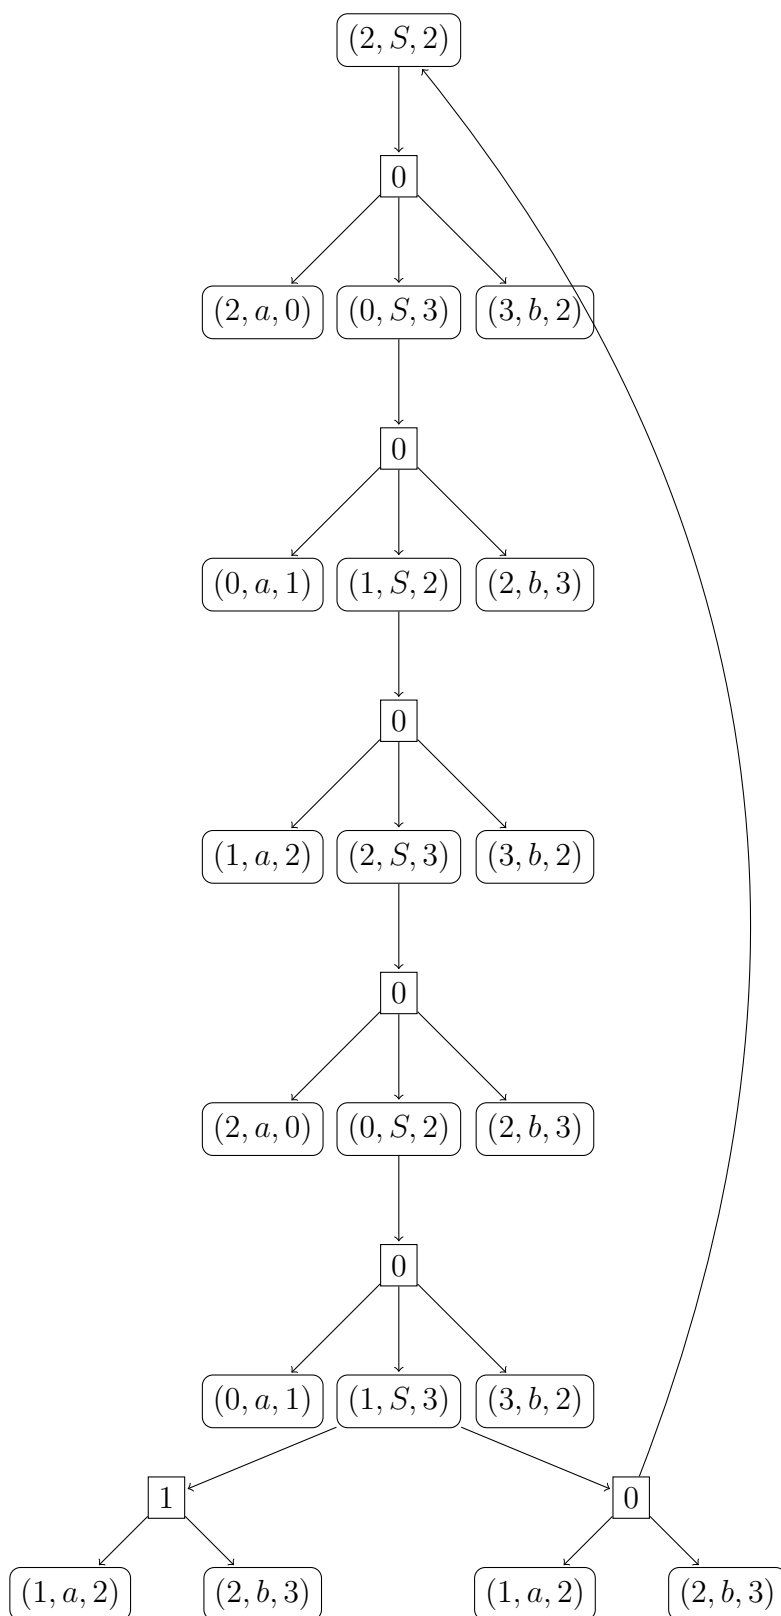 (2, S, 2)
0
(2, a, 0) (0, S, 3) (3, b, 2)
0
(0, a, 1) (1, S, 2) (2, b, 3)
0
(1, a, 2) (2, S, 3) (3, b, 2)
0
(2, a, 0) (0, S, 2) (2, b, 3)
0
(0, a, 1) (1, S, 3) (3, b, 2)
1 0
(1, a, 2) (2, b, 3) (1, a, 2) (2, b, 3)